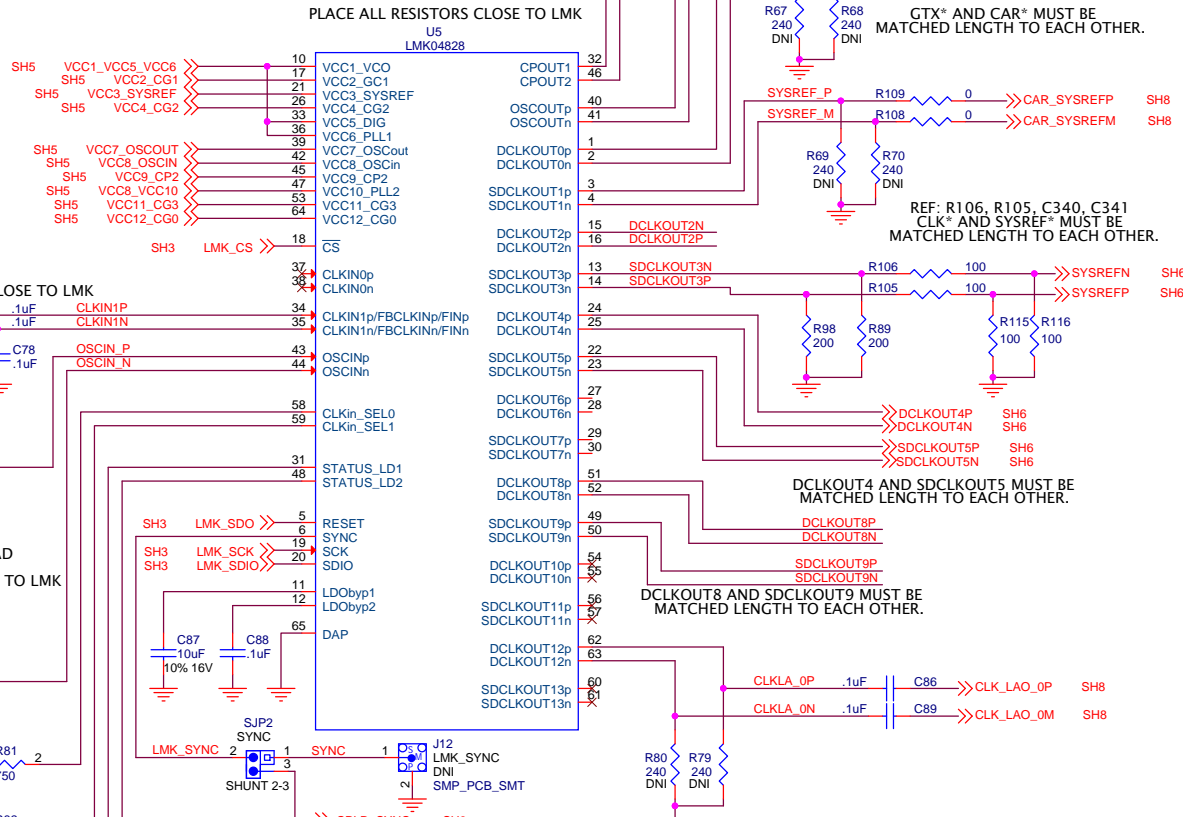 PLACE ALL RESISTORS CLOSE TO LMK
U5
LMK04828
R67
240
DNI
R68
240
DNI
GTX* AND CAR* MUST BE
MATCHED LENGTH TO EACH OTHER.
SH5 VCC1_VCC5_VCC6 10 VCC1_VCO
SH5 VCC2_CG1 17 VCC2_GC1
SH5 VCC3_SYSREF 21 VCC3_SYSREF
SH5 VCC4_CG2 26 VCC4_CG2
33 VCC5_DIG
36 VCC6_PLL1
SH5 VCC7_OSCOUT 39 VCC7_OSCout
SH5 VCC8_OSCIN 42 VCC8_OSCin
SH5 VCC9_CP2 45 VCC9_CP2
SH5 VCC8_VCC10 47 VCC10_PLL2
SH5 VCC11_CG3 53 VCC11_CG3
SH5 VCC12_CG0 64 VCC12_CG0
SH3 LMK_CS 18 CS
37 CLKIN0p
38 CLKIN0n
LOSE TO LMK
.1uF CLKIN1P 34 CLKIN1p/FBCLKINp/FINp
.1uF CLKIN1N 35 CLKIN1n/FBCLKINn/FINn
C78
.1uF
OSCIN_P 43 OSCINp
OSCIN_N 44 OSCINn
58 CLKin_SEL0
59 CLKin_SEL1
31 STATUS_LD1
48 STATUS_LD2
SH3 LMK_SDO 5 RESET
6 SYNC
SH3 LMK_SCK 19 SCK
SH3 LMK_SDIO 20 SDIO
AD
TO LMK
11 LDObyp1
12 LDObyp2
65 DAP
C87
10uF
10% 16V
C88
.1uF
CPOUT1 32
CPOUT2 46
OSCOUTp 40
OSCOUTn 41
DCLKOUT0p 1
DCLKOUT0n 2
SDCLKOUT1p 3
SDCLKOUT1n 4
DCLKOUT2p 15 DCLKOUT2N
DCLKOUT2n 16 DCLKOUT2P
SDCLKOUT3p 13 SDCLKOUT3N
SDCLKOUT3n 14 SDCLKOUT3P
DCLKOUT4p 24
DCLKOUT4n 25
SDCLKOUT5p 22
SDCLKOUT5n 23
DCLKOUT6p 27
DCLKOUT6n 28
SDCLKOUT7p 29
SDCLKOUT7n 30
DCLKOUT8p 51
DCLKOUT8n 52
SDCLKOUT9p 49
SDCLKOUT9n 50
DCLKOUT10p 54
DCLKOUT10n 55
SDCLKOUT11p 56
SDCLKOUT11n 57
DCLKOUT12p 62
DCLKOUT12n 63
SDCLKOUT13p 60
SDCLKOUT13n 61
SYSREF_P R109 0 CAR_SYSREFP SH8
SYSREF_M R108 0 CAR_SYSREFM SH8
R69
240
DNI
R70
240
DNI
REF: R106, R105, C340, C341
CLK* AND SYSREF* MUST BE
MATCHED LENGTH TO EACH OTHER.
R106 100 SYSREFN SH6
R105 100 SYSREFP SH6
R98
200
R89
200
R115
100
R116
100
DCLKOUT4P SH6
DCLKOUT4N SH6
SDCLKOUT5P SH6
SDCLKOUT5N SH6
DCLKOUT4 AND SDCLKOUT5 MUST BE
MATCHED LENGTH TO EACH OTHER.
DCLKOUT8P
DCLKOUT8N
SDCLKOUT9P
SDCLKOUT9N
DCLKOUT8 AND SDCLKOUT9 MUST BE
MATCHED LENGTH TO EACH OTHER.
CLKLA_0P .1uF C86 CLK_LAO_0P SH8
CLKLA_0N .1uF C89 CLK_LAO_0M SH8
R80
240
DNI
R79
240
DNI
SJP2
SYNC
LMK_SYNC 2 1 SYNC 1
3
SHUNT 2-3
J12
LMK_SYNC
DNI
SMP_PCB_SMT
S
M
P
2
R81
750
2